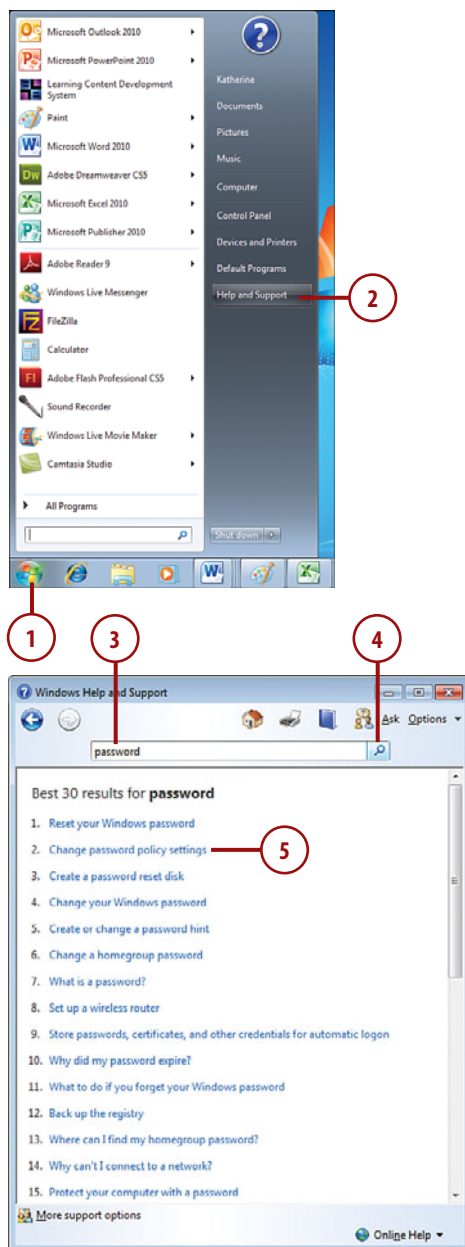 Microsoft Outlook 2010
Microsoft PowerPoint 2010
Learning Content Development
System
Paint
Microsoft Word 2010
Adobe Dreamweaver CS5
Microsoft Excel 2010
Microsoft Publisher 2010
Adobe Reader 9
Windows Live Messenger
FileZilla
Calculator
Adobe Flash Professional CS5
Sound Recorder
Windows Live Movie Maker
Camtasia Studio
All Programs
Katherine
Documents
Pictures
Music
Computer
Control Panel
Devices and Printers
Default Programs
Help and Support
2
Shut down
1
3
4
Windows Help and Support
Ask Options
password
Best 30 results for password
1. Reset your Windows password
2. Change password policy settings
5
3. Create a password reset disk
4. Change your Windows password
5. Create or change a password hint
6. Change a homegroup password
7. What is a password?
8. Set up a wireless router
9. Store passwords, certificates, and other credentials for automatic logon
10. Why did my password expire?
11. What to do if you forget your Windows password
12. Back up the registry
13. Where can I find my homegroup password?
14. Why can't I connect to a network?
15. Protect your computer with a password
More support options
Online Help